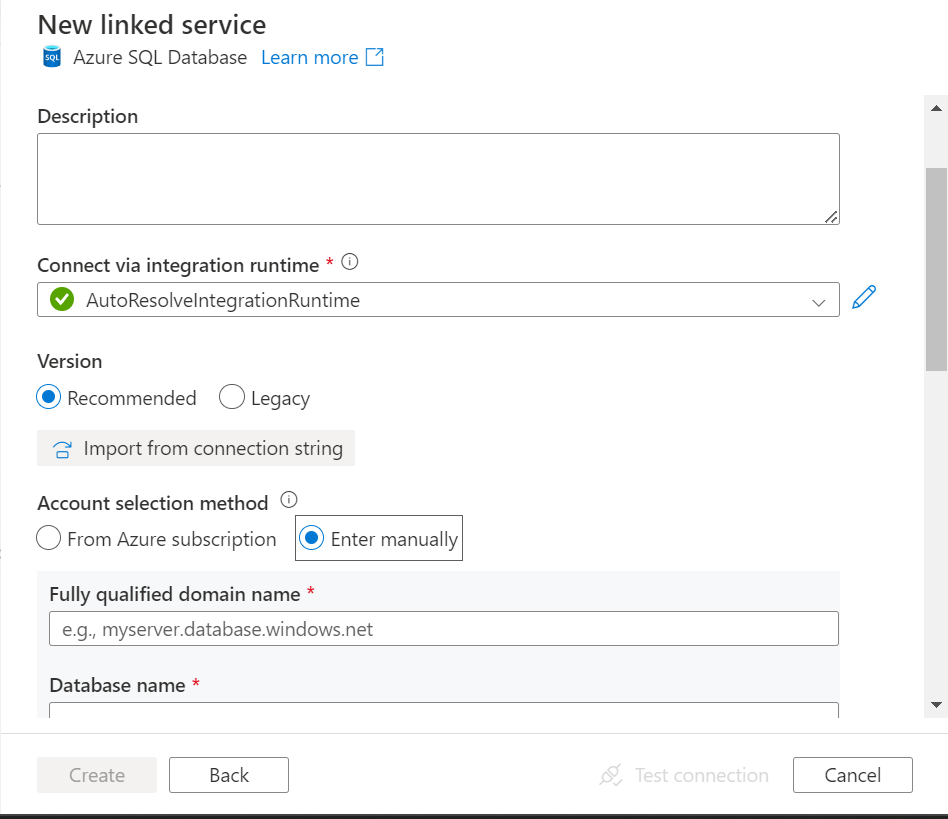 New linked service
SQL Azure SQL Database Learn more
Description
Connect via integration runtime *
AutoResolveIntegrationRuntime
Version
Recommended Legacy
Import from connection string
Account selection method
From Azure subscription Enter manually
Fully qualified domain name *
e.g., myserver.database.windows.net
Database name *
Create Back Test connection Cancel